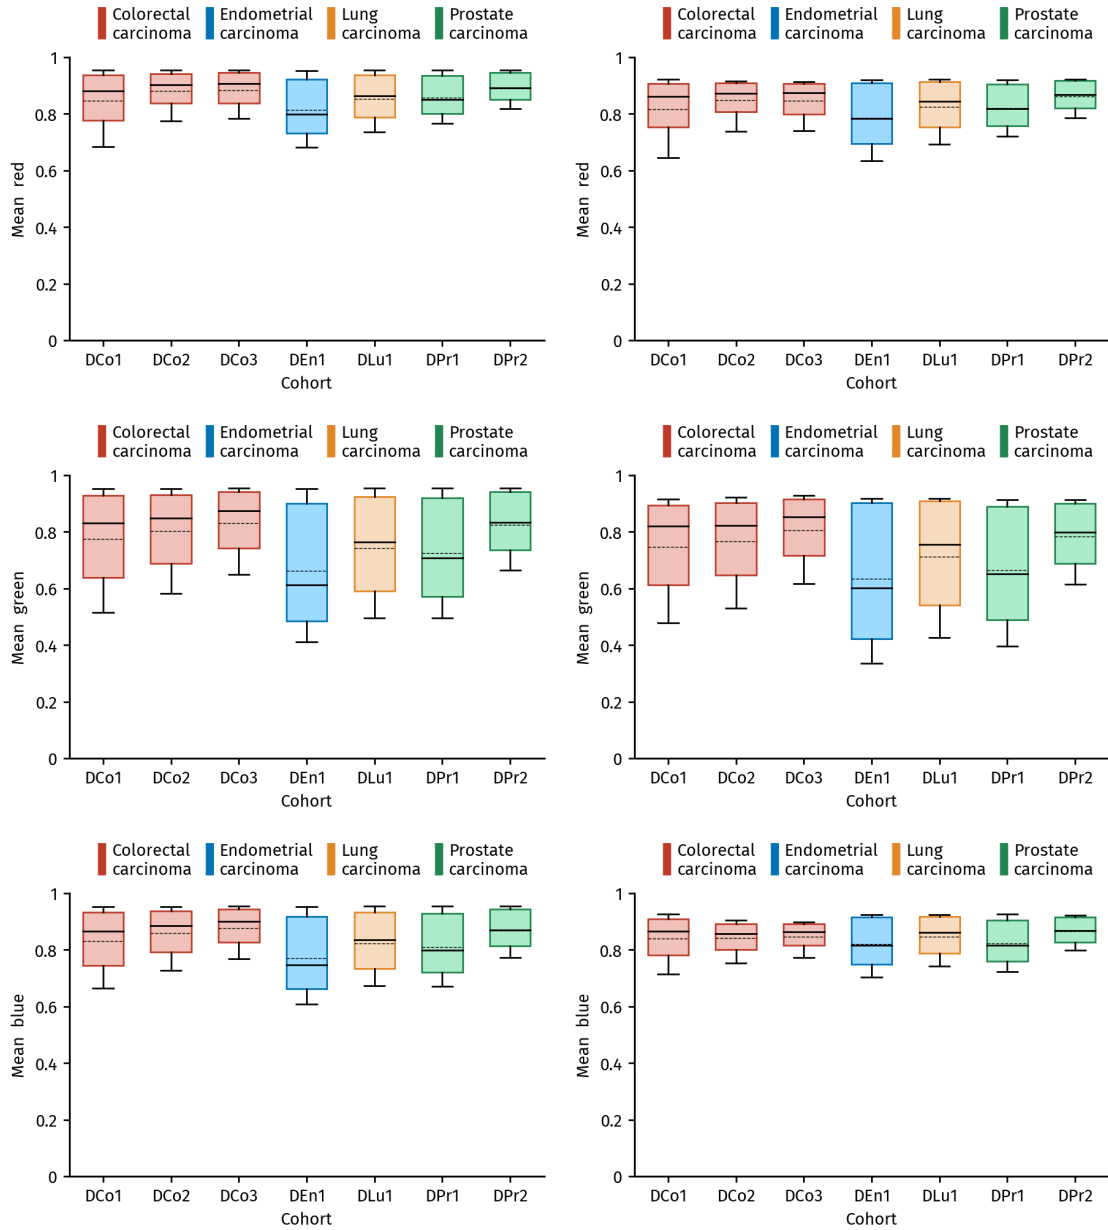 Colorectal carcinoma
Endometrial carcinoma
Lung carcinoma
Prostate carcinoma
1
0.8
0.6
0.4
0.2
0
Mean red
DCo1 DCo2 DCo3 DEn1 DLu1 DPr1 DPr2
Cohort
Colorectal carcinoma
Endometrial carcinoma
Lung carcinoma
Prostate carcinoma
1
0.8
0.6
0.4
0.2
0
Mean red
DCo1 DCo2 DCo3 DEn1 DLu1 DPr1 DPr2
Cohort
Colorectal carcinoma
Endometrial carcinoma
Lung carcinoma
Prostate carcinoma
1
0.8
0.6
0.4
0.2
0
Mean green
DCo1 DCo2 DCo3 DEn1 DLu1 DPr1 DPr2
Cohort
Colorectal carcinoma
Endometrial carcinoma
Lung carcinoma
Prostate carcinoma
1
0.8
0.6
0.4
0.2
0
Mean green
DCo1 DCo2 DCo3 DEn1 DLu1 DPr1 DPr2
Cohort
Colorectal carcinoma
Endometrial carcinoma
Lung carcinoma
Prostate carcinoma
1
0.8
0.6
0.4
0.2
0
Mean blue
DCo1 DCo2 DCo3 DEn1 DLu1 DPr1 DPr2
Cohort
Colorectal carcinoma
Endometrial carcinoma
Lung carcinoma
Prostate carcinoma
1
0.8
0.6
0.4
0.2
0
Mean blue
DCo1 DCo2 DCo3 DEn1 DLu1 DPr1 DPr2
Cohort